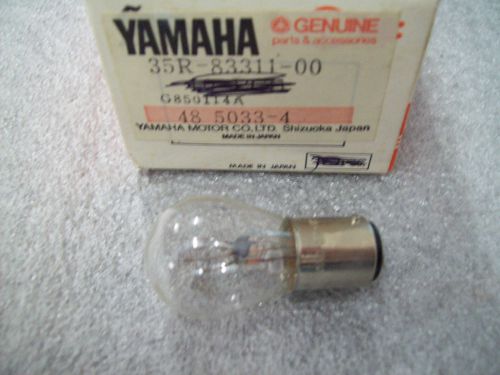 YAMAHA
GENUINE
parts & accessories
35R-83311-00
G850114A
48 5033-4
YAMAHA MOTOR CO., LTD. Shizuoka Japan
MADE IN JAPAN
MADE IN JAPAN